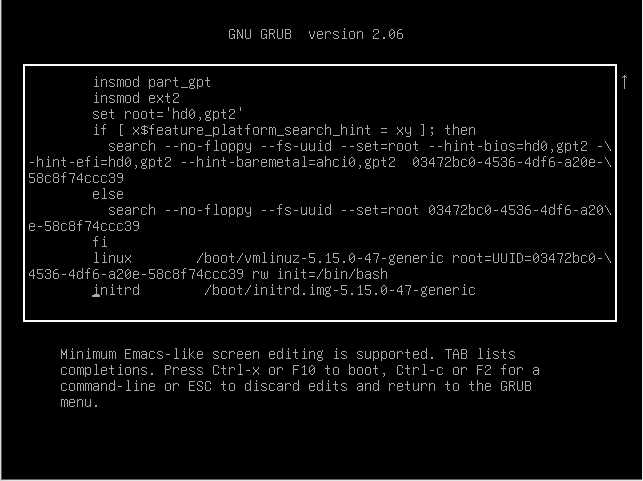 GNU GRUB  version 2.06
insmod part_gpt
insmod ext2
set root='hd0,gpt2'
if [ x$feature_platform_search_hint = xy ]; then
search --no-floppy --fs-uuid --set=root --hint-bios=hd0,gpt2 -\
-hint-efi=hd0,gpt2 --hint-baremetal=ahci0,gpt2  03472bc0-4536-4df6-a20e-\
58c8f74ccc39
else
search --no-floppy --fs-uuid --set=root 03472bc0-4536-4df6-a20\
e-58c8f74ccc39
fi
linux        /boot/vmlinuz-5.15.0-47-generic root=UUID=03472bc0-\
4536-4df6-a20e-58c8f74ccc39 rw init=/bin/bash
initrd        /boot/initrd.img-5.15.0-47-generic
Minimum Emacs-like screen editing is supported. TAB lists
completions. Press Ctrl-x or F10 to boot, Ctrl-c or F2 for a
command-line or ESC to discard edits and return to the GRUB
menu.